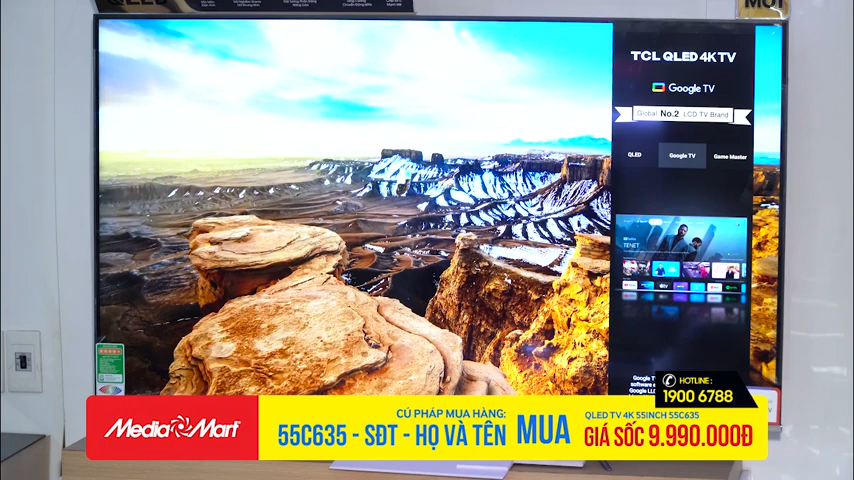 MỚI
TCL QLED 4K TV
Google TV
Global No.2 LCD TV Brand
QLED
Google TV
Game Master
TENET
HOTLINE:
1900 6788
MediaMart
CÚ PHÁP MUA HÀNG:
55C635 - SĐT - HỌ VÀ TÊN MUA
QLED TV 4K 55INCH 55C635
GIÁ SỐC 9.990.000Đ